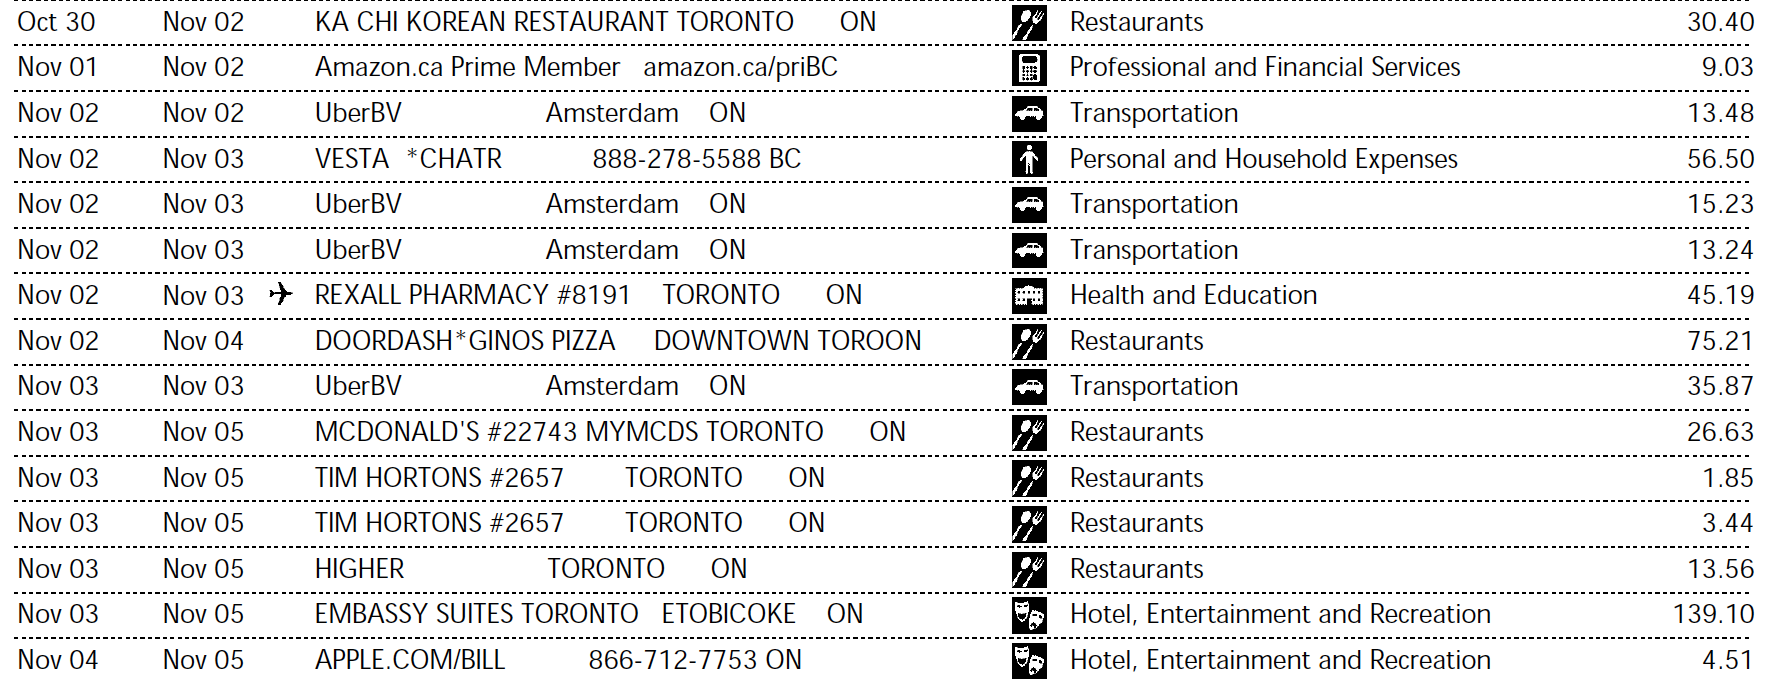 Oct 30 Nov 02 KA CHI KOREAN RESTAURANT TORONTO ON Restaurants 30.40
Nov 01 Nov 02 Amazon.ca Prime Member amazon.ca/priBC Professional and Financial Services 9.03
Nov 02 Nov 02 UberBV Amsterdam ON Transportation 13.48
Nov 02 Nov 03 VESTA *CHATR 888-278-5588 BC Personal and Household Expenses 56.50
Nov 02 Nov 03 UberBV Amsterdam ON Transportation 15.23
Nov 02 Nov 03 UberBV Amsterdam ON Transportation 13.24
Nov 02 Nov 03 REXALL PHARMACY #8191 TORONTO ON Health and Education 45.19
Nov 02 Nov 04 DOORDASH*GINOS PIZZA DOWNTOWN TOROON Restaurants 75.21
Nov 03 Nov 03 UberBV Amsterdam ON Transportation 35.87
Nov 03 Nov 05 MCDONALD'S #22743 MYMCDS TORONTO ON Restaurants 26.63
Nov 03 Nov 05 TIM HORTONS #2657 TORONTO ON Restaurants 1.85
Nov 03 Nov 05 TIM HORTONS #2657 TORONTO ON Restaurants 3.44
Nov 03 Nov 05 HIGHER TORONTO ON Restaurants 13.56
Nov 03 Nov 05 EMBASSY SUITES TORONTO ETOBICOKE ON Hotel, Entertainment and Recreation 139.10
Nov 04 Nov 05 APPLE.COM/BILL 866-712-7753 ON Hotel, Entertainment and Recreation 4.51